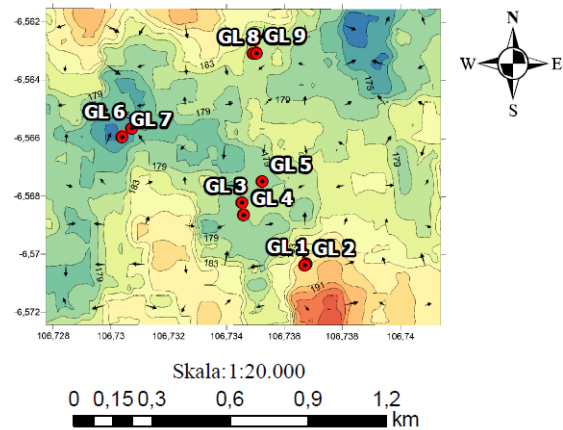 -6,562
-6,564
-6,566
-6,568
-6,57
-6,572
183
179
175
179
179
183
179
179
179
183
191
GL 8 GL 9
GL 6
GL 7
GL 5
GL 3
GL 4
GL 1 GL 2
106,728 106,73 106,732 106,734 106,736 106,738 106,74
N
W E
S
Skala:1:20.000
0 0,15 0,3 0,6 0,9 1,2
km